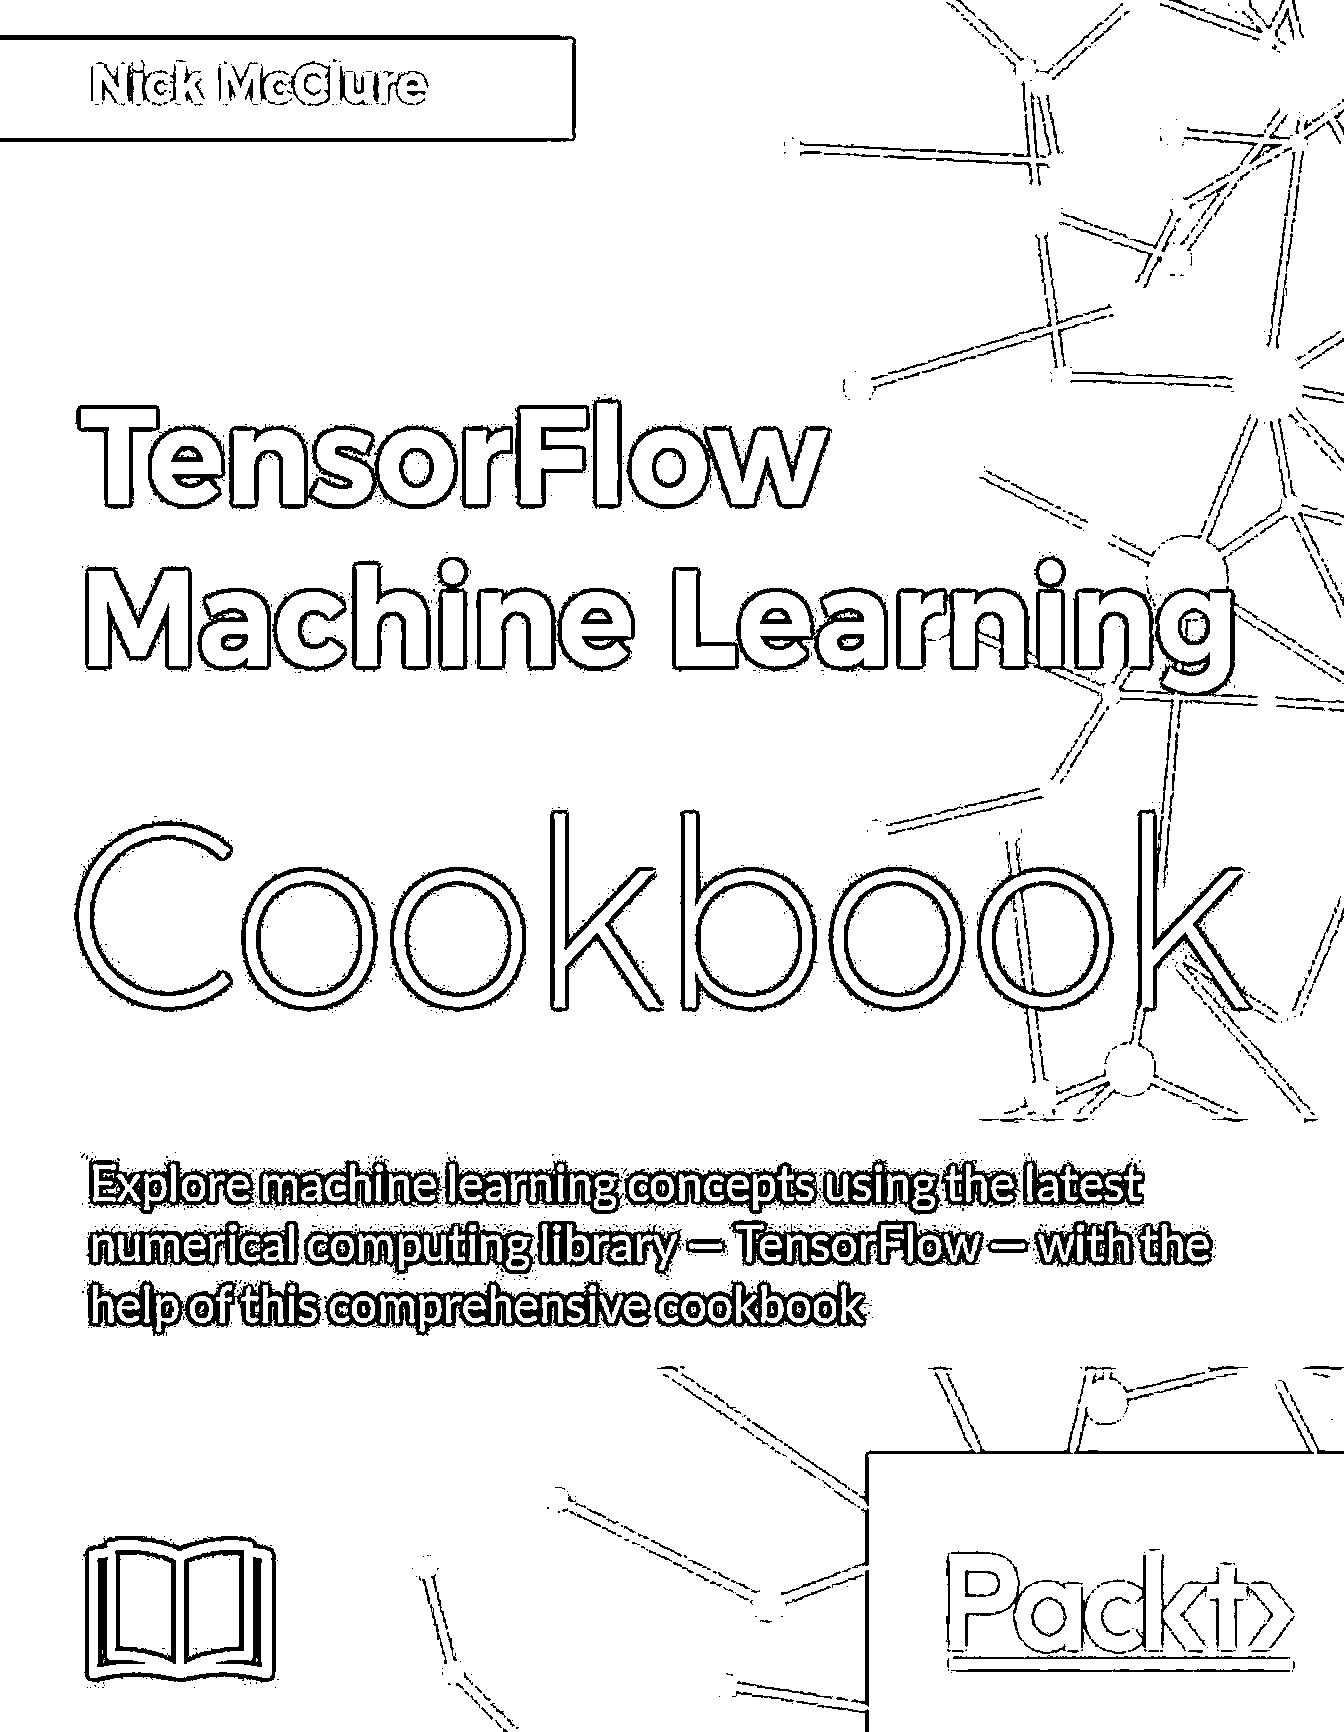 Nick McClure
TensorFlow
Machine Learning
Cookbook
Explore machine learning concepts using the latest
numerical computing library — TensorFlow — with the
help of this comprehensive cookbook
Packt>